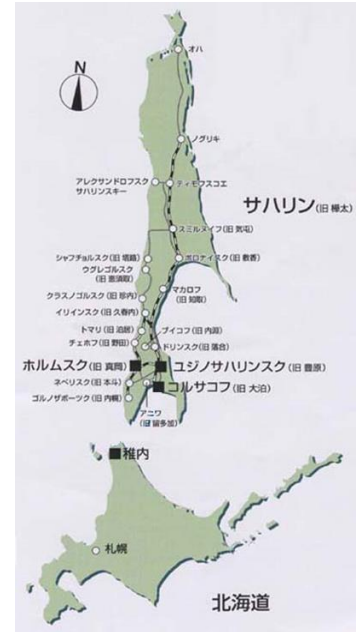 オハ
N
ノグリキ
アレクサンドロフスク
サハリンスキー
ティモフスコエ
サハリン(旧 樺太)
スミルヌイフ(旧 気屯)
シャフチョルスク(旧 塔路)
ポロナイスク(旧 敷香)
ウグレゴルスク
(旧 恵須取)
マカロフ
(旧 知取)
クラスノゴルスク(旧 珍内)
イリインスク(旧 久春内)
トマリ(旧 泊居)
ブイコフ(旧 内淵)
チェホフ(旧 野田)
ドリンスク(旧 落合)
ホルムスク(旧 真岡)
ユジノサハリンスク(旧 豊原)
ネベリスク(旧 本斗)
コルサコフ(旧 大泊)
ゴルノザボーツク(旧 内幌)
アニワ
(旧 留多加)
稚内
札幌
北海道